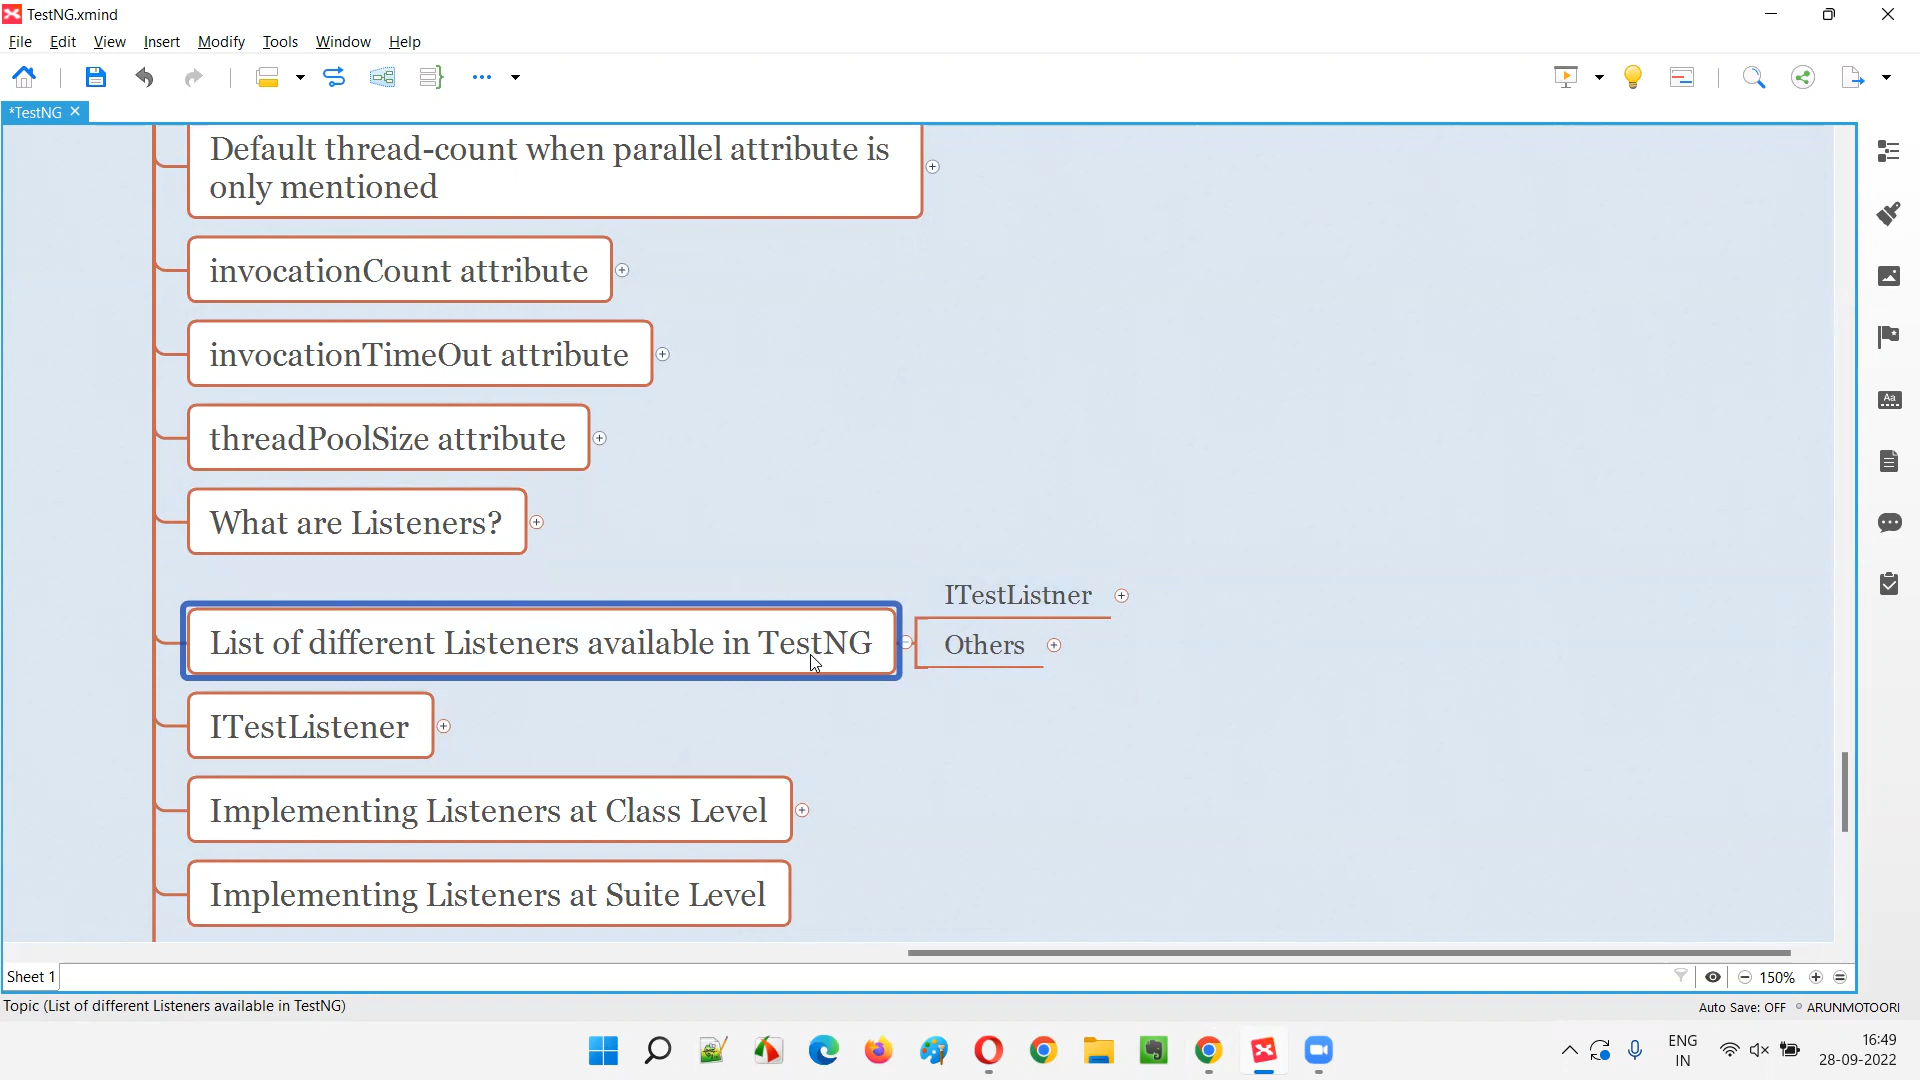 TestNG.xmind
File Edit View Insert Modify Tools Window Help
*TestNG
Default thread-count when parallel attribute is
only mentioned
invocationCount attribute
invocationTimeOut attribute
threadPoolSize attribute
What are Listeners?
ITestListner
List of different Listeners available in TestNG
Others
ITestListener
Implementing Listeners at Class Level
Implementing Listeners at Suite Level
Aa
Sheet 1
150%
Topic (List of different Listeners available in TestNG)
Auto Save: OFF ARUNMOTOORI
ENG
IN
16:49
28-09-2022